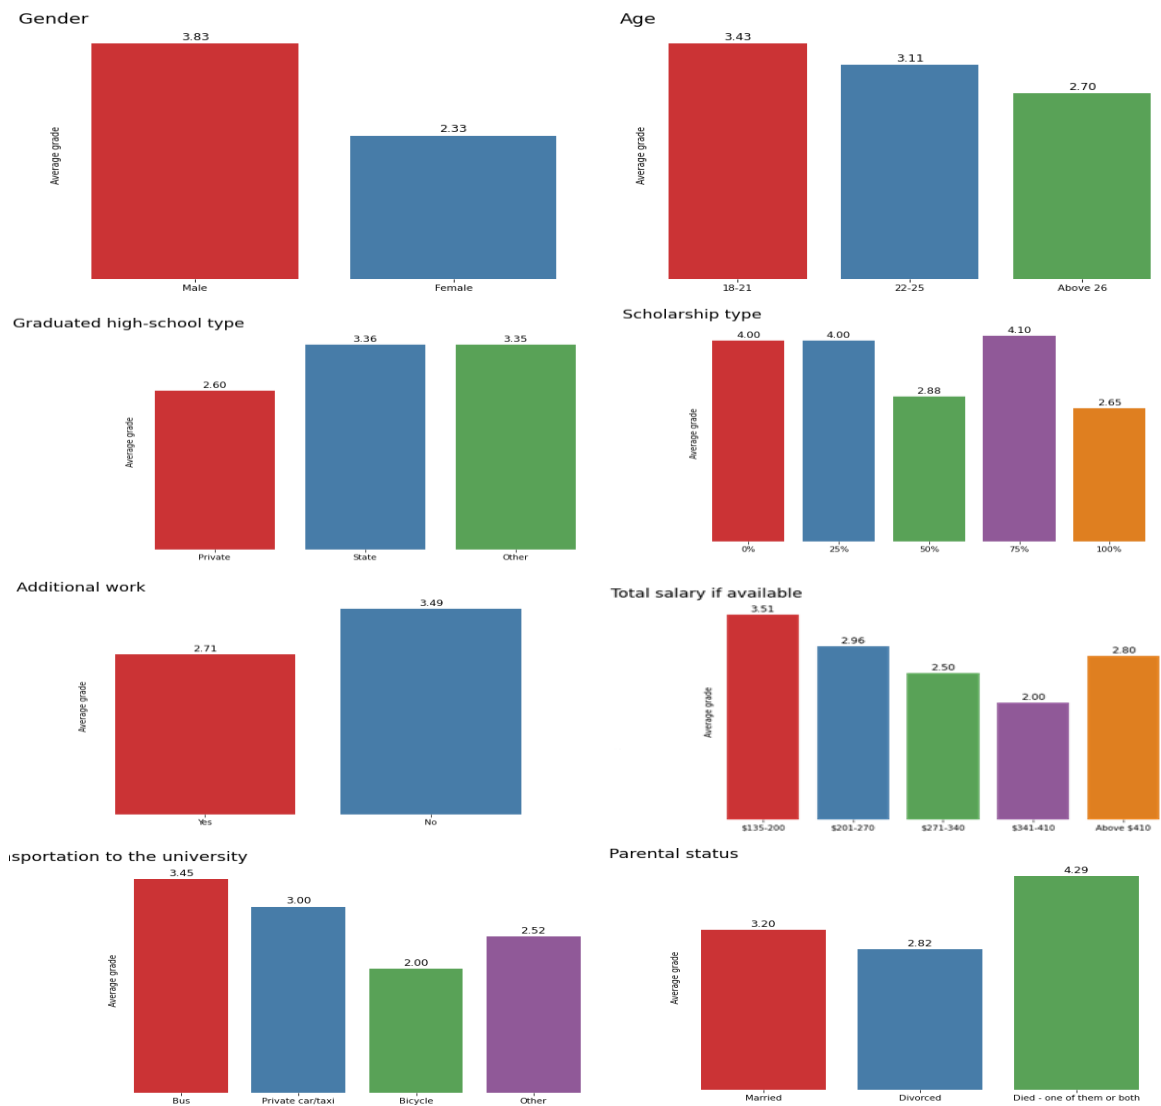 Gender
3.83
2.33
Average grade
Male Female
Age
3.43
3.11
2.70
Average grade
18-21 22-25 Above 26
Graduated high-school type
2.60
3.36
3.35
Average grade
Private State Other
Scholarship type
4.00
4.00
2.88
4.10
2.65
Average grade
0% 25% 50% 75% 100%
Additional work
2.71
3.49
Average grade
Yes No
Total salary if available
3.51
2.96
2.50
2.00
2.80
Average grade
$135-200 $201-270 $271-340 $341-410 Above $410
sportation to the university
3.45
3.00
2.00
2.52
Average grade
Bus Private car/taxi Bicycle Other
Parental status
3.20
2.82
4.29
Average grade
Married Divorced Died - one of them or both